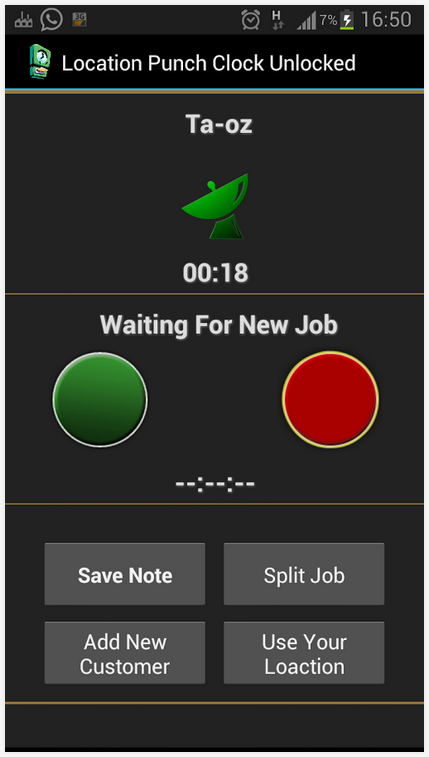 H 7% 16:50
Location Punch Clock Unlocked
Ta-oz
00:18
Waiting For New Job
--:--:--
Save Note
Split Job
Add New
Customer
Use Your
Loaction